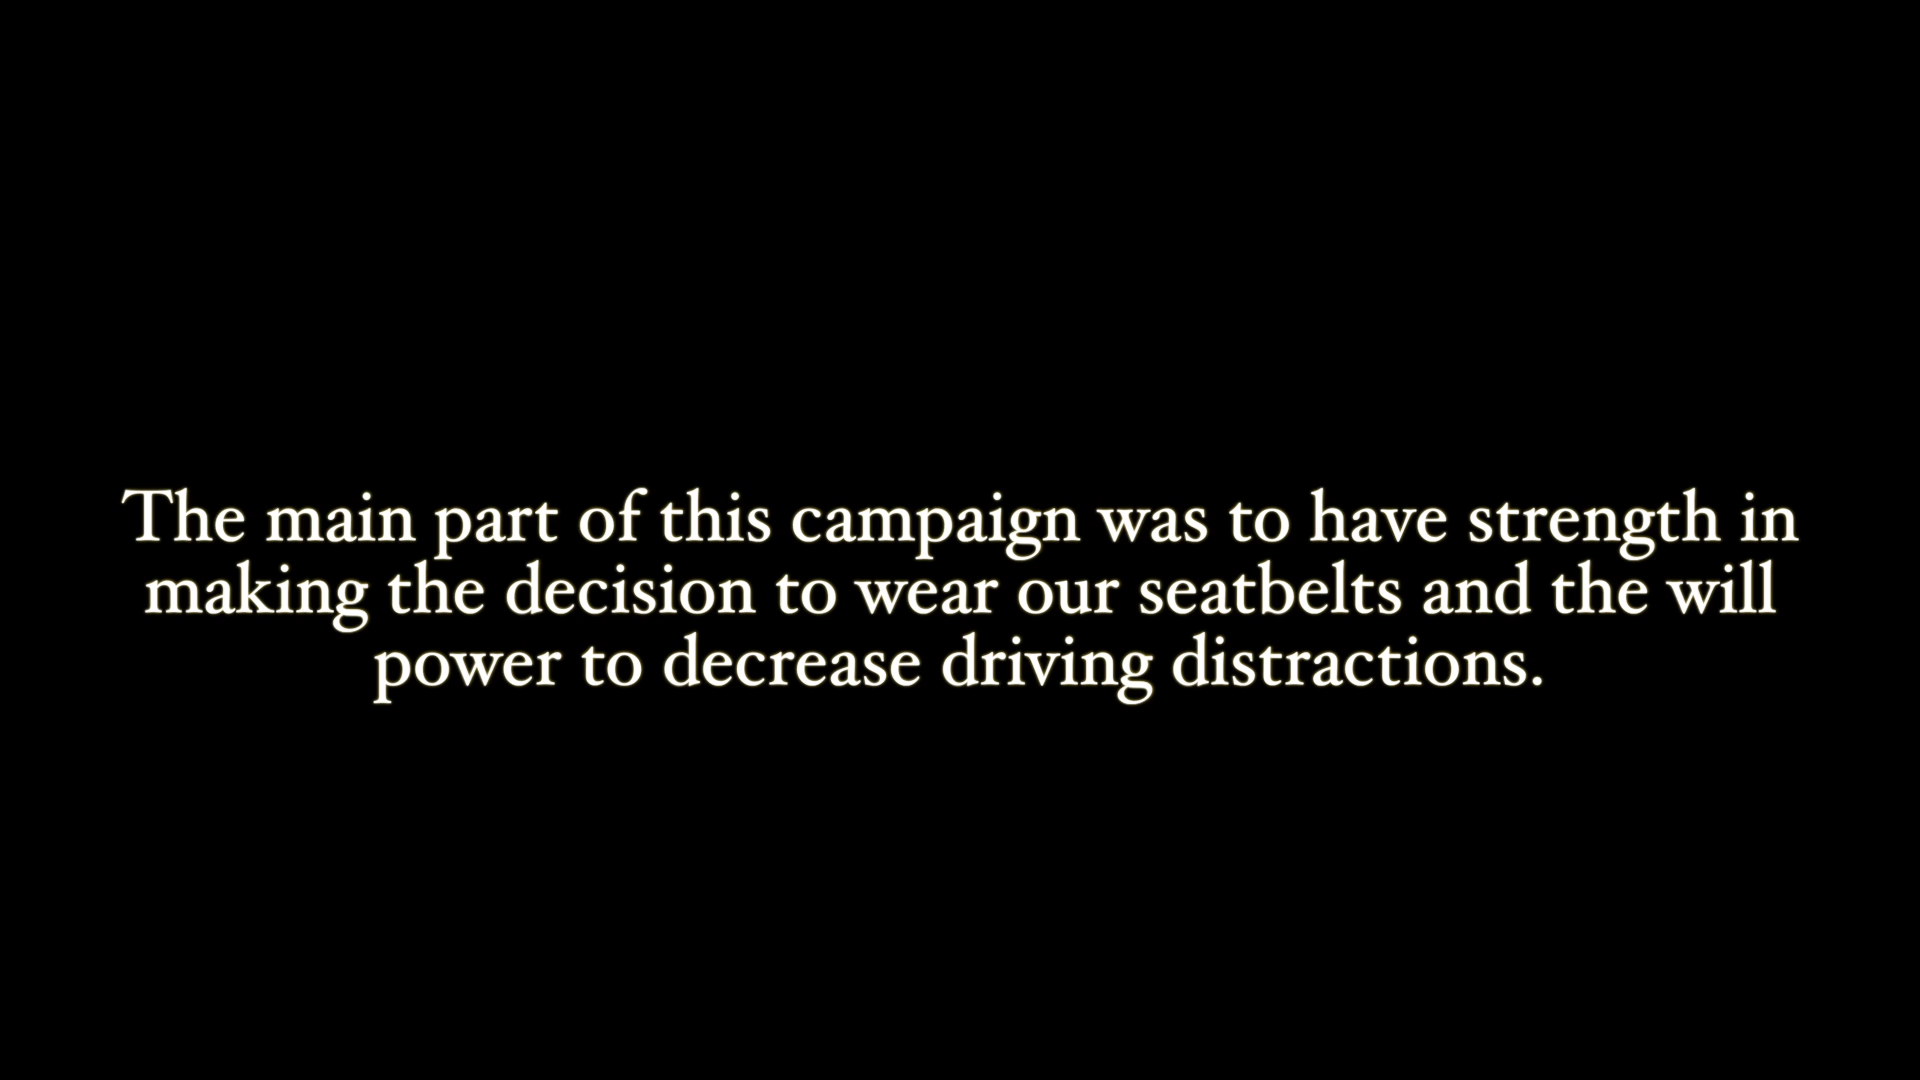 The main part of this campaign was to have strength in
making the decision to wear our seatbelts and the will
power to decrease driving distractions.